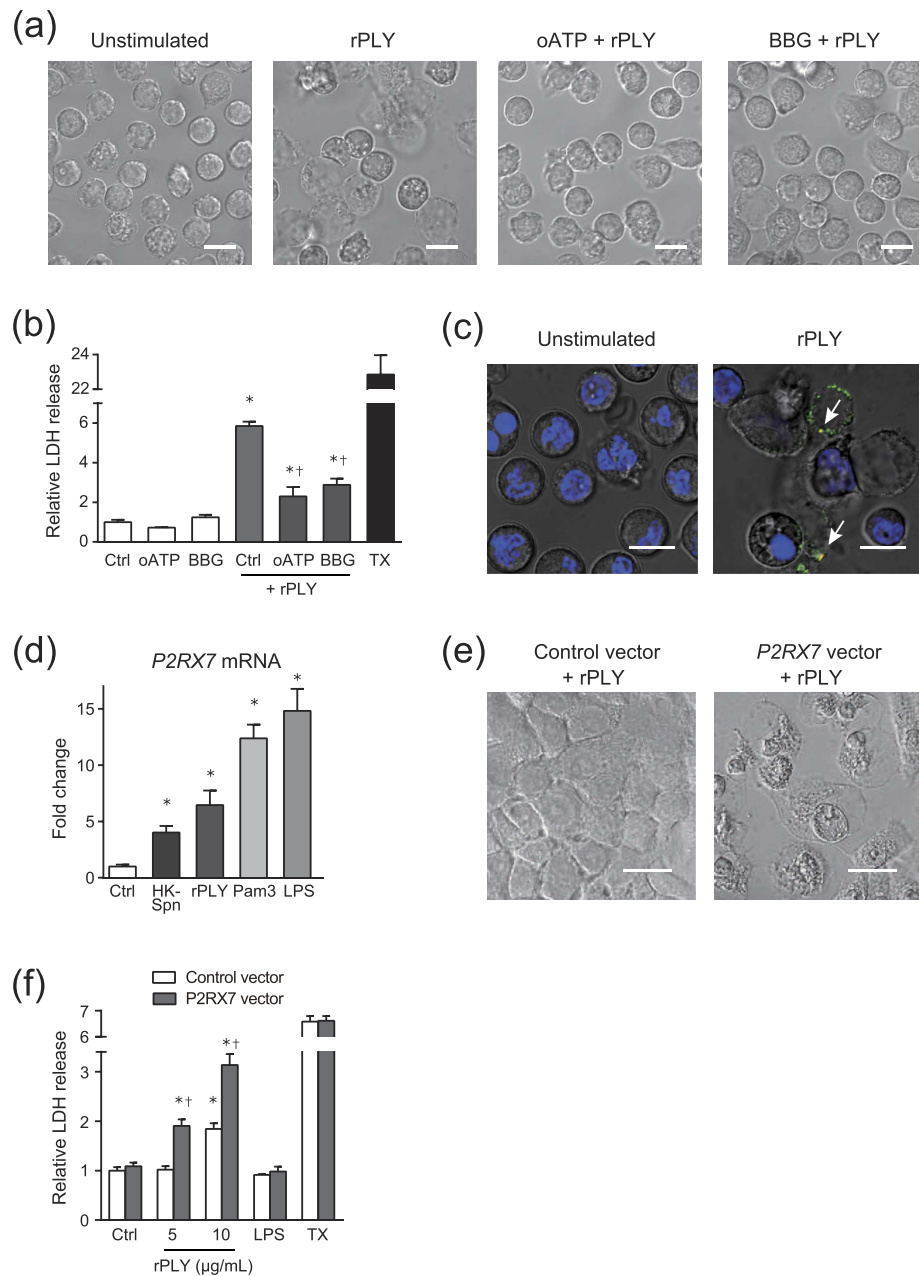 (a)
Unstimulated
rPLY
oATP + rPLY
BBG + rPLY
(b)
Relative LDH release
24
22
6
4
2
0
*
*†
*†
Ctrl oATP BBG Ctrl oATP BBG TX
+ rPLY
(c)
Unstimulated
rPLY
(d)
P2RX7 mRNA
Fold change
15
10
5
0
*
*
*
*
Ctrl HK- rPLY Pam3 LPS
Spn
(e)
Control vector
+ rPLY
P2RX7 vector
+ rPLY
(f)
Control vector
P2RX7 vector
Relative LDH release
7
6
3
2
1
0
*†
*
*†
Ctrl 5 10 LPS TX
rPLY (µg/mL)